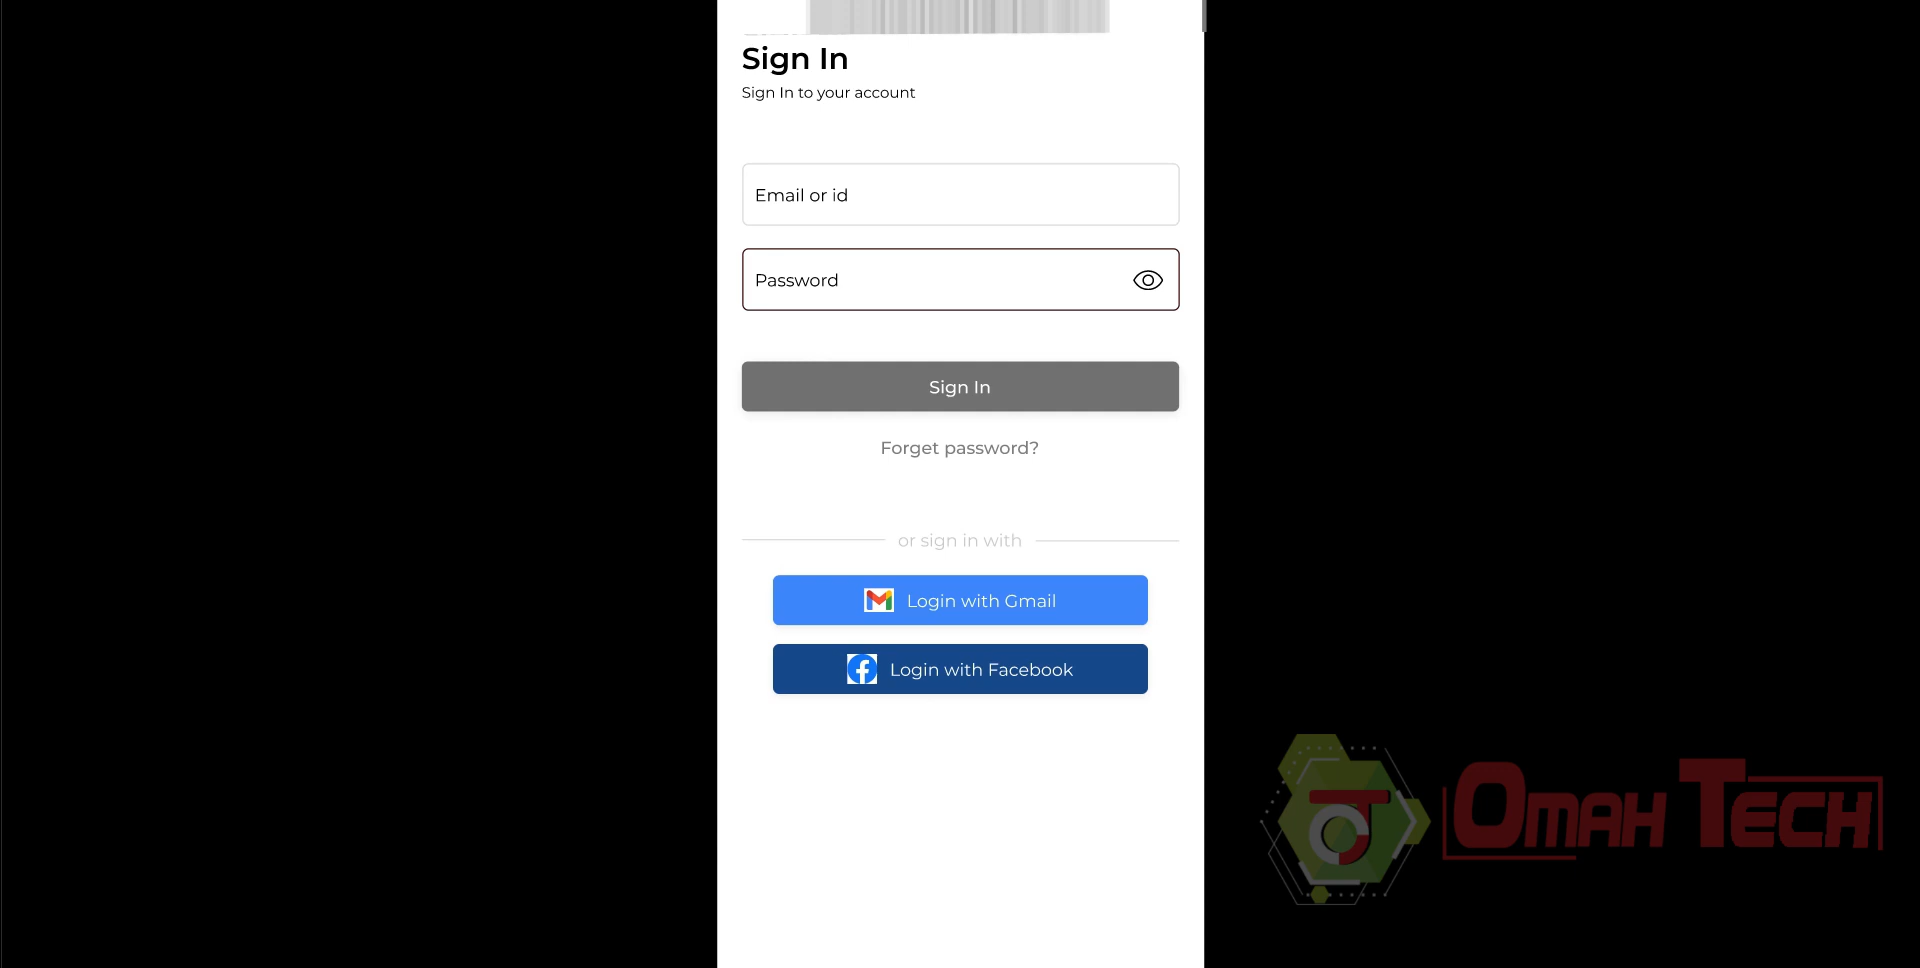 Sign In
Sign In to your account
Email or id
Password
Sign In
Forget password?
or sign in with
Login with Gmail
Login with Facebook
OMAH TECH